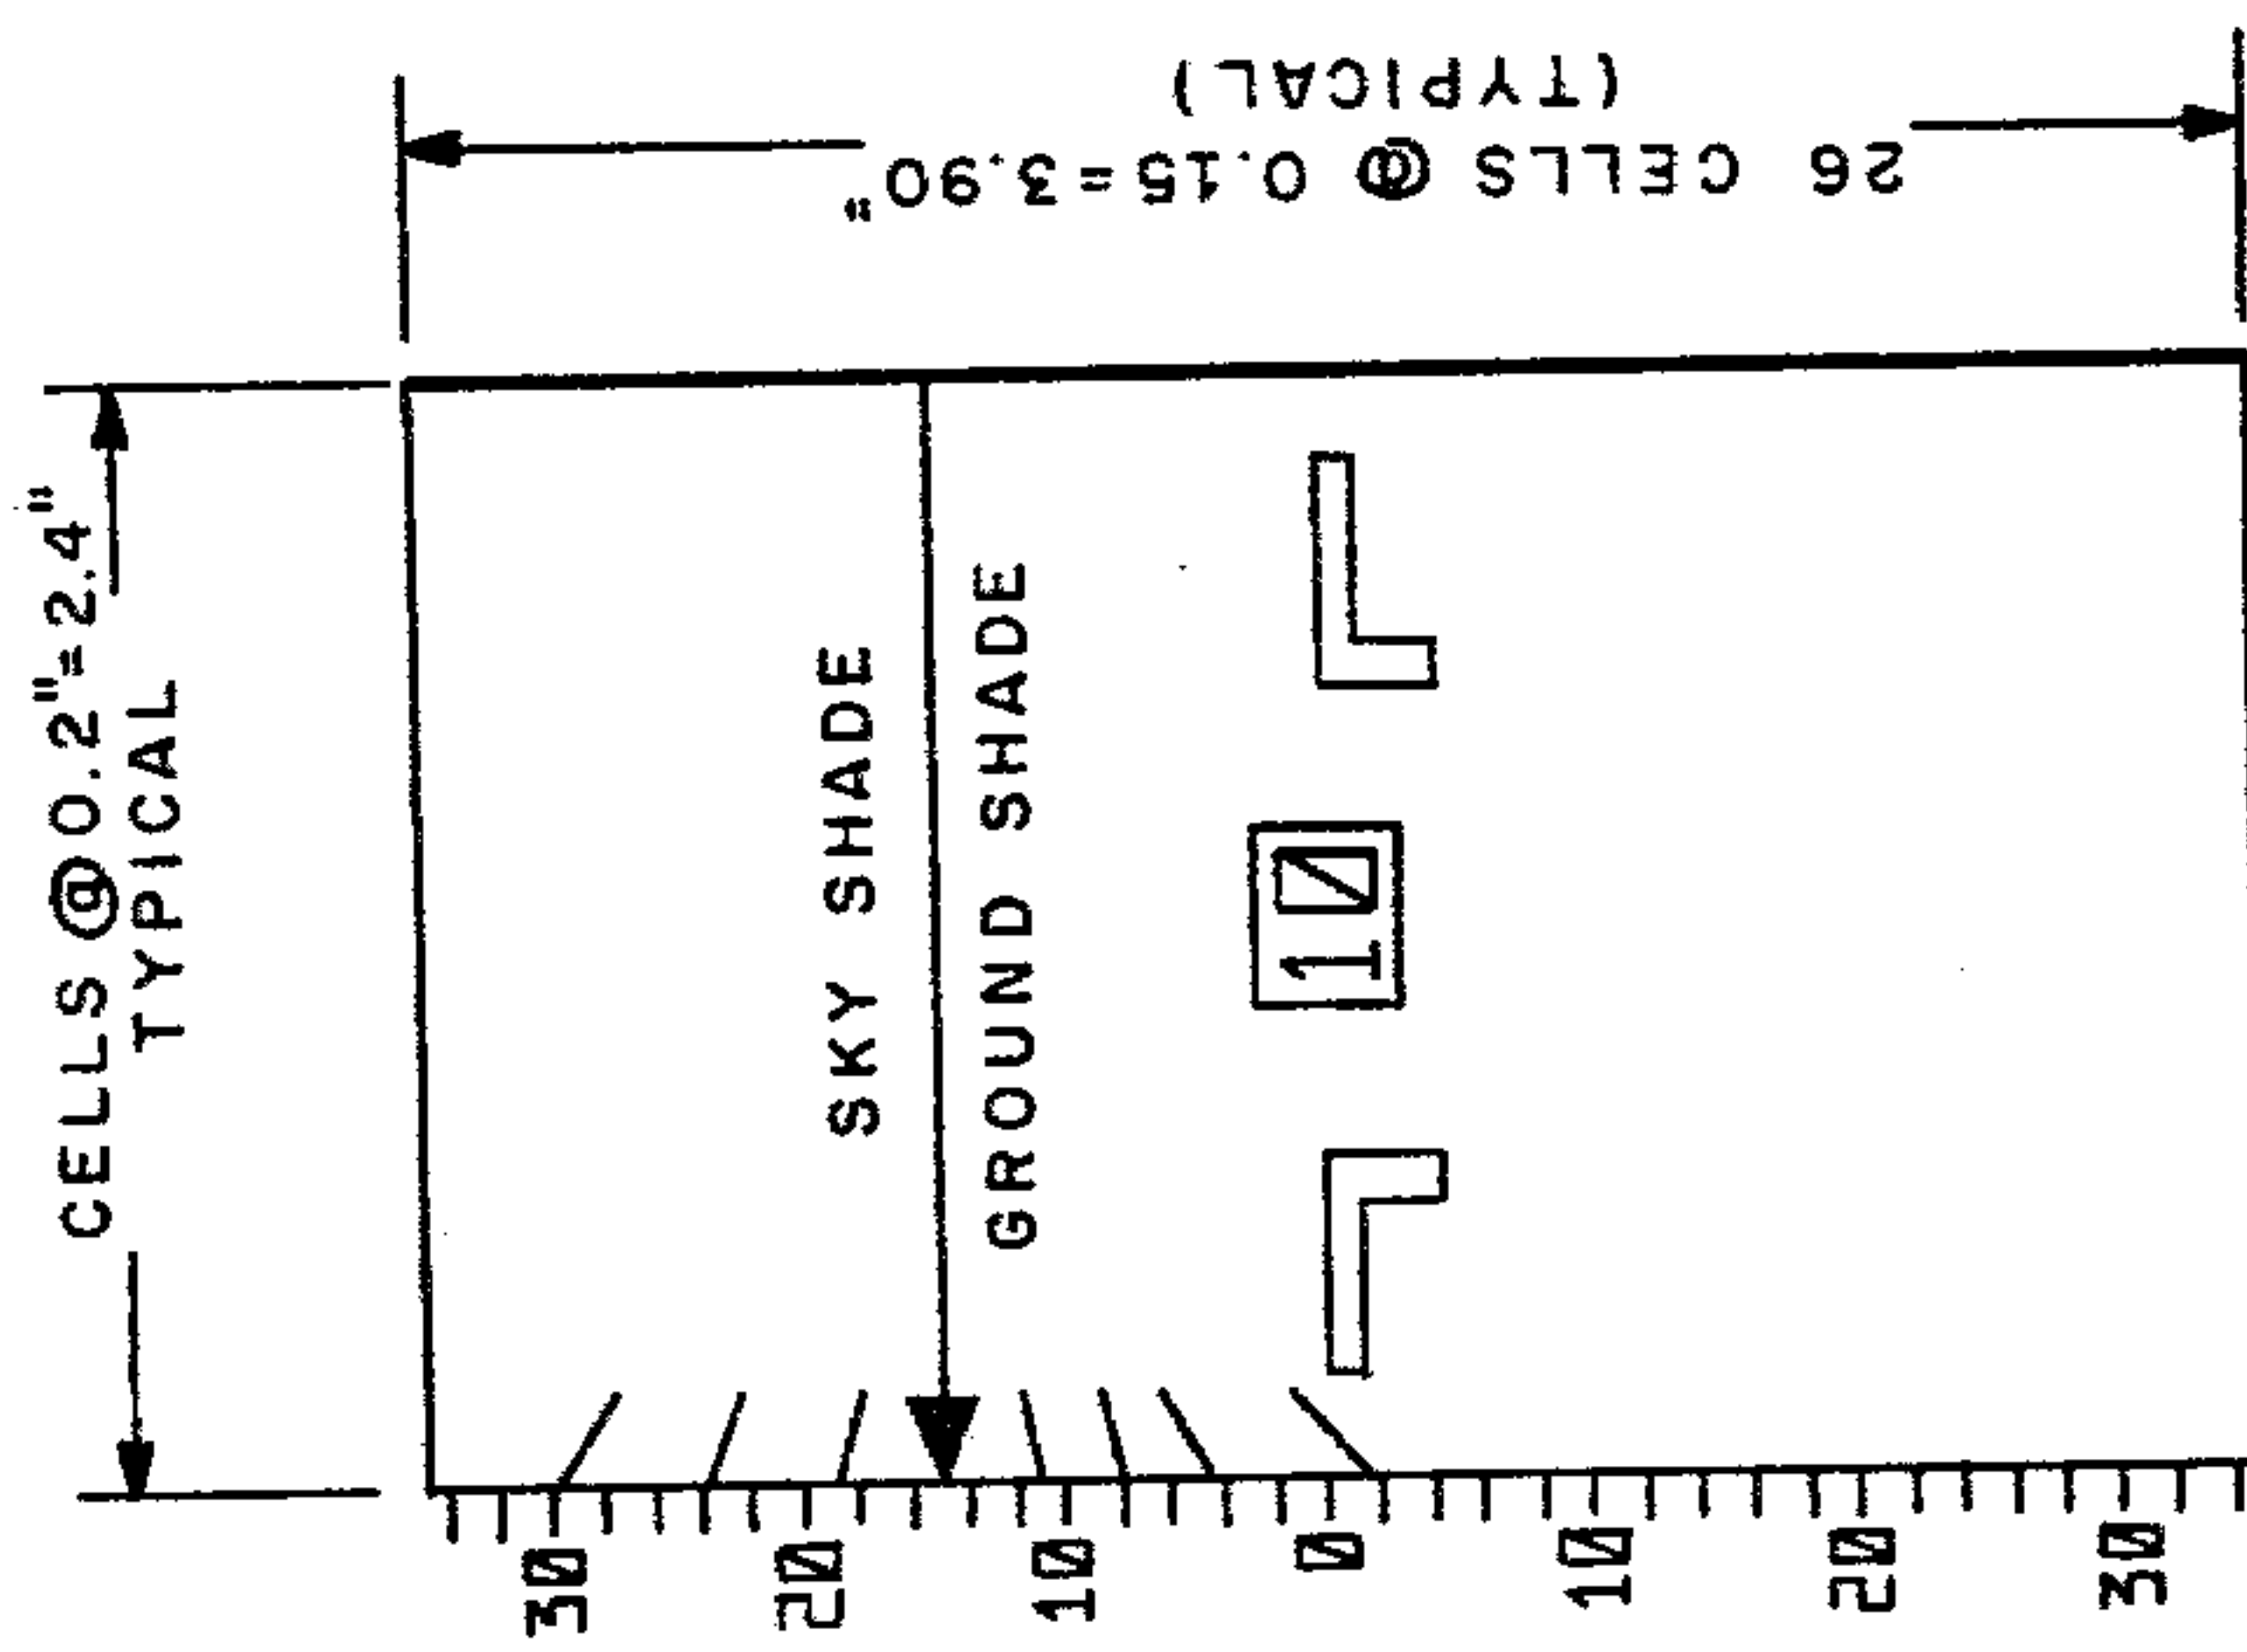 CELLS @0.2"=2.4"
TYPICAL
26 CELLS @ 0.15=3.90"
(TYPICAL)
SKY SHADE
GROUND SHADE
10
30
20
10
0
10
20
30